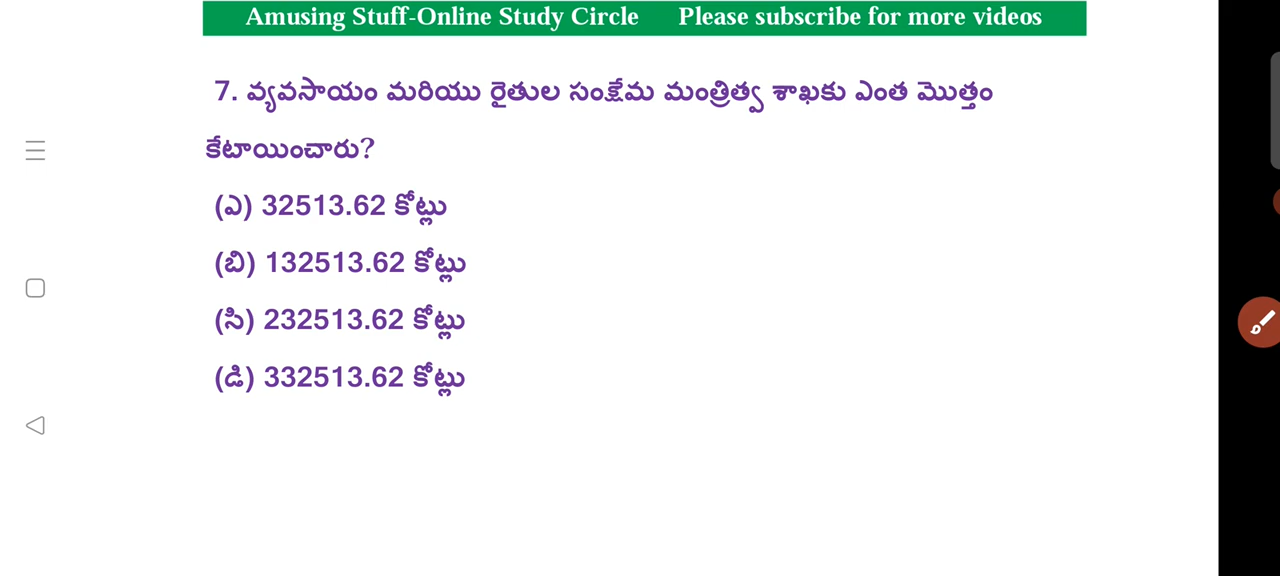 Amusing Stuff-Online Study Circle Please subscribe for more videos
7. వ్యవసాయం మరియు రైతుల సంక్షేమ మంత్రిత్వ శాఖకు ఎంత మొత్తం
కేటాయించారు?
(ఎ) 32513.62 కోట్లు
(బి) 132513.62 కోట్లు
(సి) 232513.62 కోట్లు
(డి) 332513.62 కోట్లు